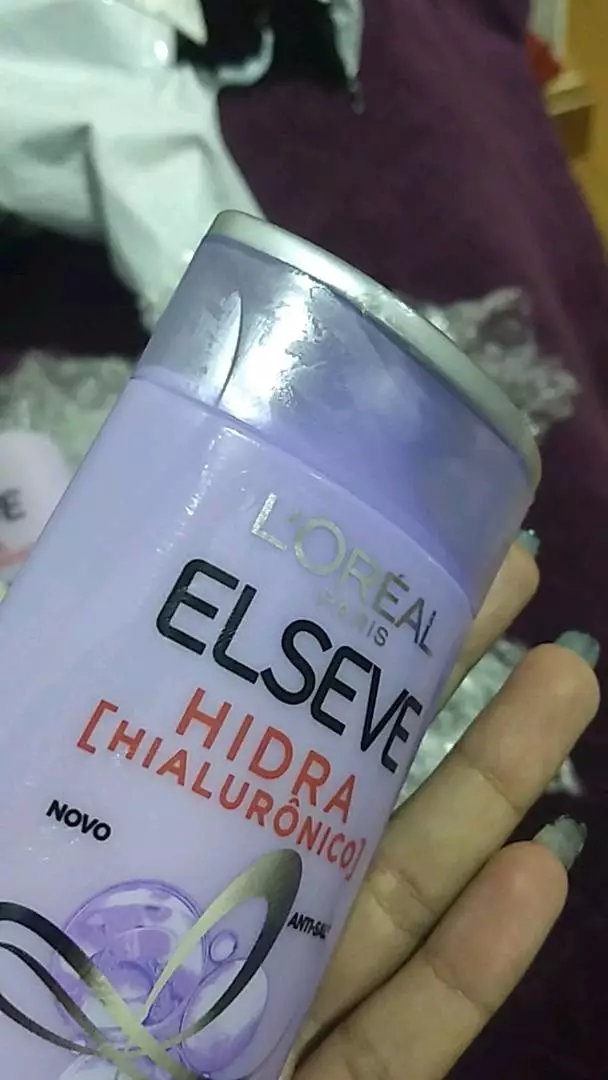 L'ORÉAL
PARIS
ELSEVE
HIDRA
[HIALURÔNICO]
NOVO
E